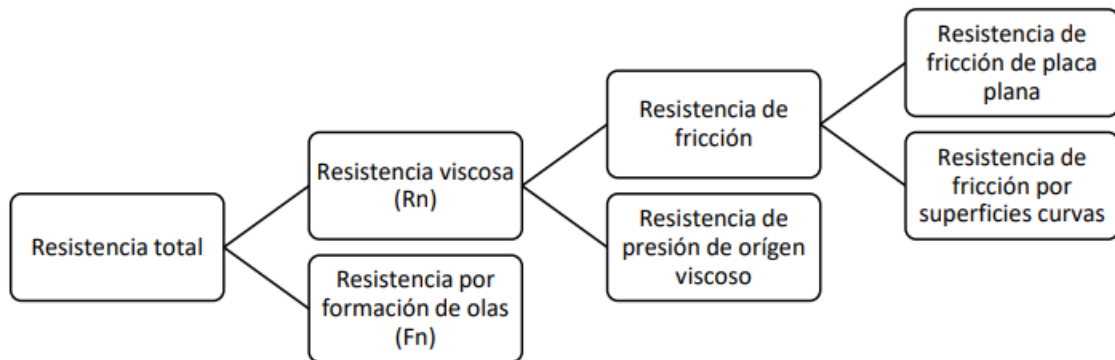 Resistencia total
Resistencia viscosa
(Rn)
Resistencia por
formación de olas
(Fn)
Resistencia de
fricción
Resistencia de
presión de orígen
viscoso
Resistencia de
fricción de placa
plana
Resistencia de
fricción por
superficies curvas